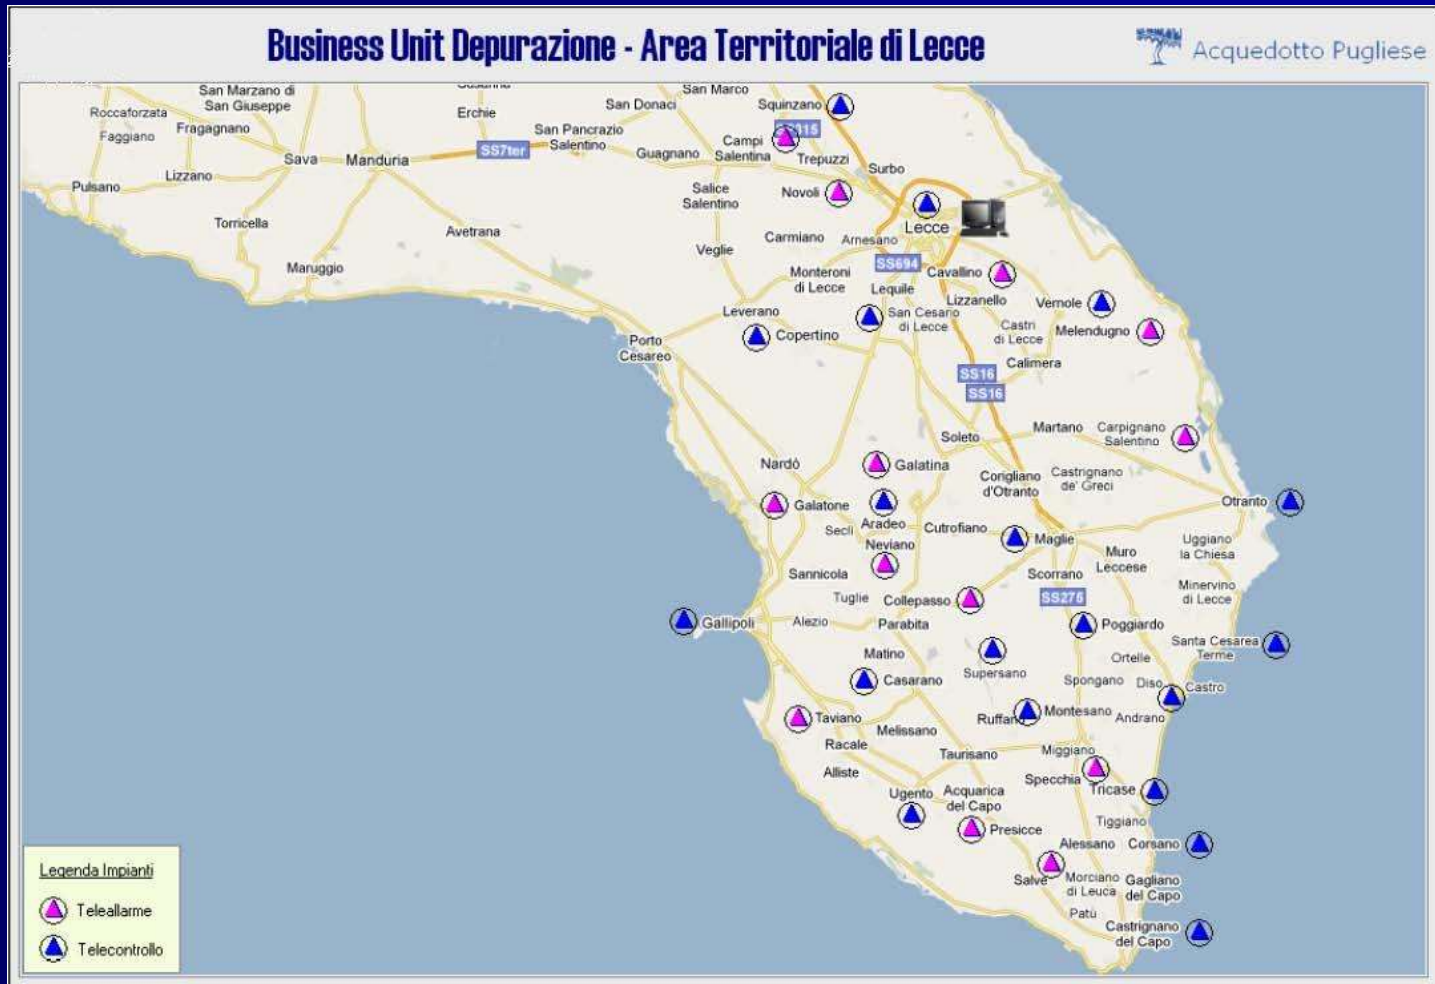 Business Unit Depurazione - Area Territoriale di Lecce
Acquedotto Pugliese
San Marzano di
San Giuseppe
Roccaforzata
Faggiano
Fragagnano
Erchie
San Donaci
San Marco
Squinzano
San Pancrazio
Salentino
SS7ter
Guagnano
Campi
Salentina
Trepuzzi
Sava
Manduria
Lizzano
Pulsano
Surbo
Salice
Salentino
Novoli
Torricella
Avetrana
Lecce
Carmiano
Arnesano
Veglie
Maruggio
Monteroni
di Lecce
SS694
Cavallino
Lequile
Lizzanello
Vernole
Leverano
San Cesario
di Lecce
Castri
di Lecce
Melendugno
Copertino
Porto
Cesareo
Calimera
SS16
SS16
Soleto
Martano
Carpignano
Salentino
Nardò
Galatina
Corigliano
d'Otranto
Castrignano
de' Greci
Galatone
Otranto
Aradeo
Secli
Cutrofiano
Neviano
Maglie
Uggiano
la Chiesa
Muro
Leccese
Sannicola
Scorrano
Minervino
di Lecce
Tuglie
Collepasso
SS275
Gallipoli
Alezio
Parabita
Poggiardo
Santa Cesarea
Terme
Matino
Supersano
Ortelle
Casarano
Spongano
Diso
Castro
Taviano
Ruffano
Montesano
Andrano
Melissano
Racale
Taurisano
Miggiano
Alliste
Specchia
Tricase
Ugento
Acquarica
del Capo
Presicce
Tiggiano
Alessano
Corsano
Salve
Morciano
di Leuca
Gagliano
del Capo
Patù
Castrignano
del Capo
Legenda Impianti
Teleallarme
Telecontrollo